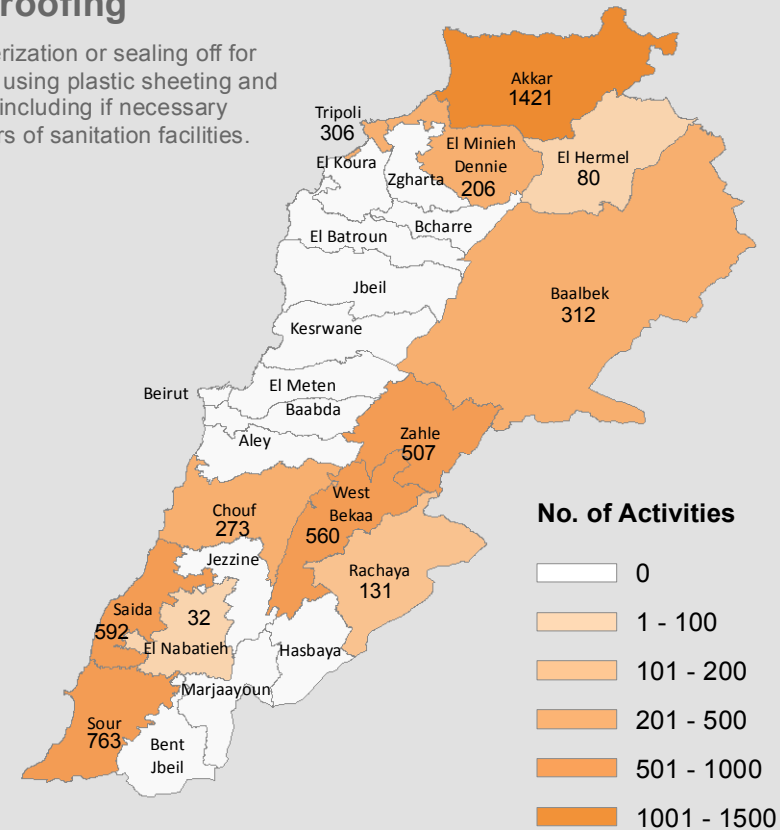 erization or sealing off for
using plastic sheeting and
including if necessary
rs of sanitation facilities.
Akkar
1421
Tripoli
306
El Minieh
Dennie
206
El Hermel
80
El Koura
Zgharta
Bcharre
El Batroun
Jbeil
Baalbek
312
Kesrwane
El Meten
Beirut
Baabda
Aley
Zahle
507
Chouf
273
West
Bekaa
560
Jezzine
Rachaya
131
Saida
592
32
El Nabatieh
Hasbaya
Marjaayoun
Sour
763
Bent
Jbeil
No. of Activities
0
1 - 100
101 - 200
201 - 500
501 - 1000
1001 - 1500